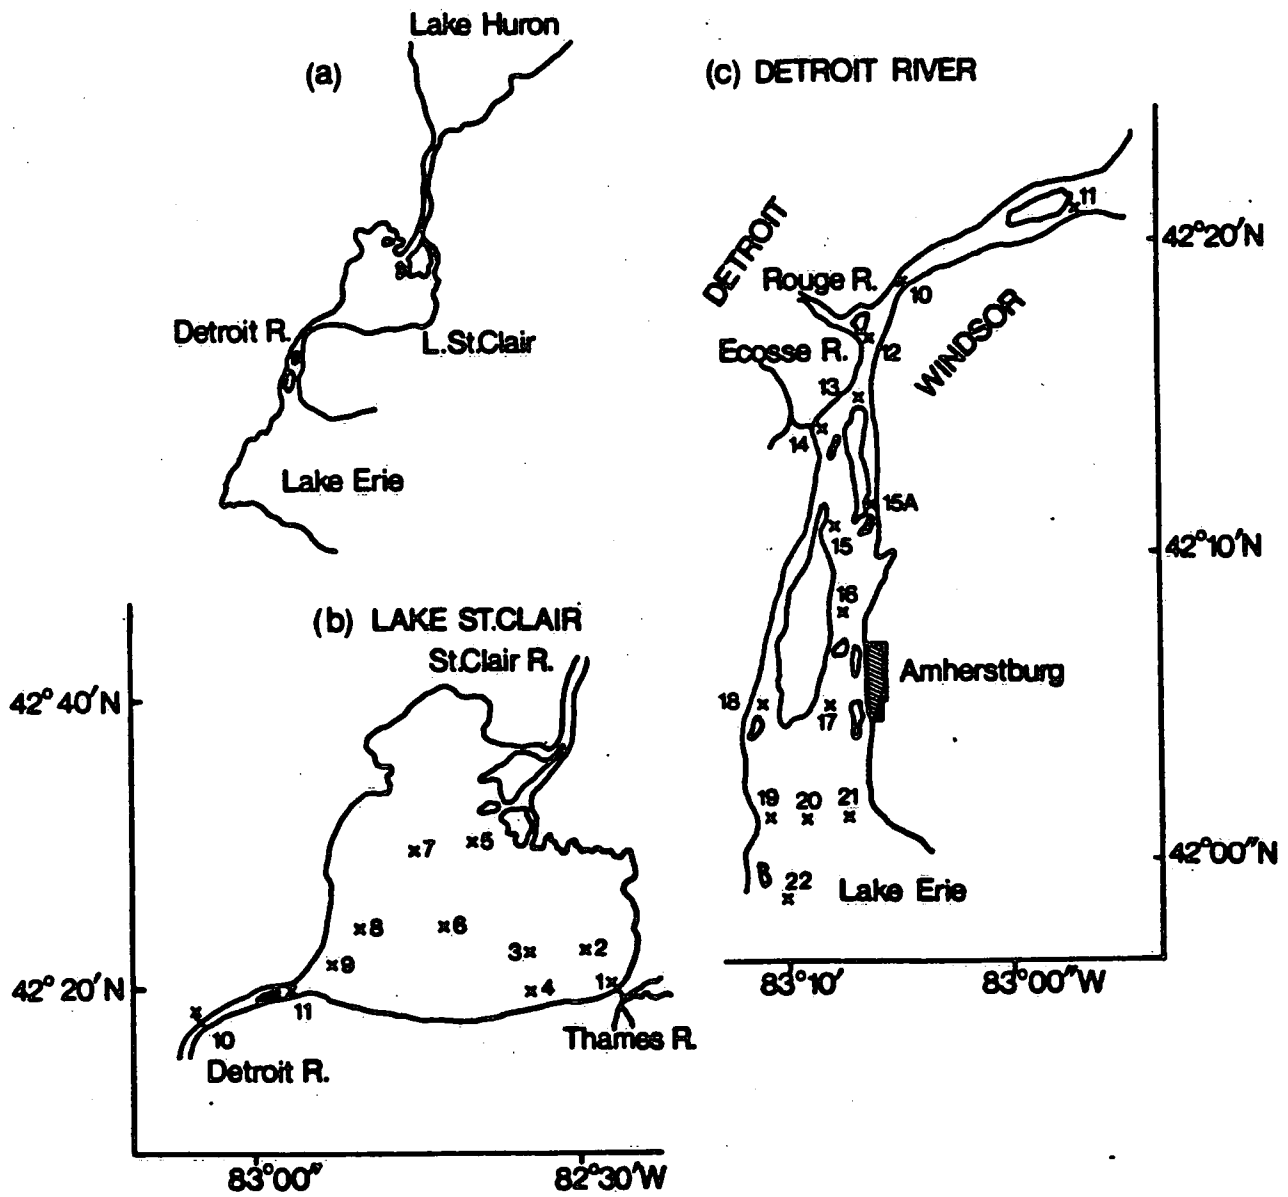 Lake Huron
(a)
Detroit R.
L.St.Clair
Lake Erie
(b) LAKE ST.CLAIR
St.Clair R.
42°40'N
7
5
8
6
9
3
2
1
4
42°20'N
11
10
Thames R.
Detroit R.
83°00"
82°30'W
(c) DETROIT RIVER
11
42°20'N
DETROIT
Rouge R.
10
WINDSOR
Ecosse R.
12
13
14
15A
15
42°10'N
16
Amherstburg
18
17
19
20
21
42°00"N
22
Lake Erie
83°10'
83°00"W